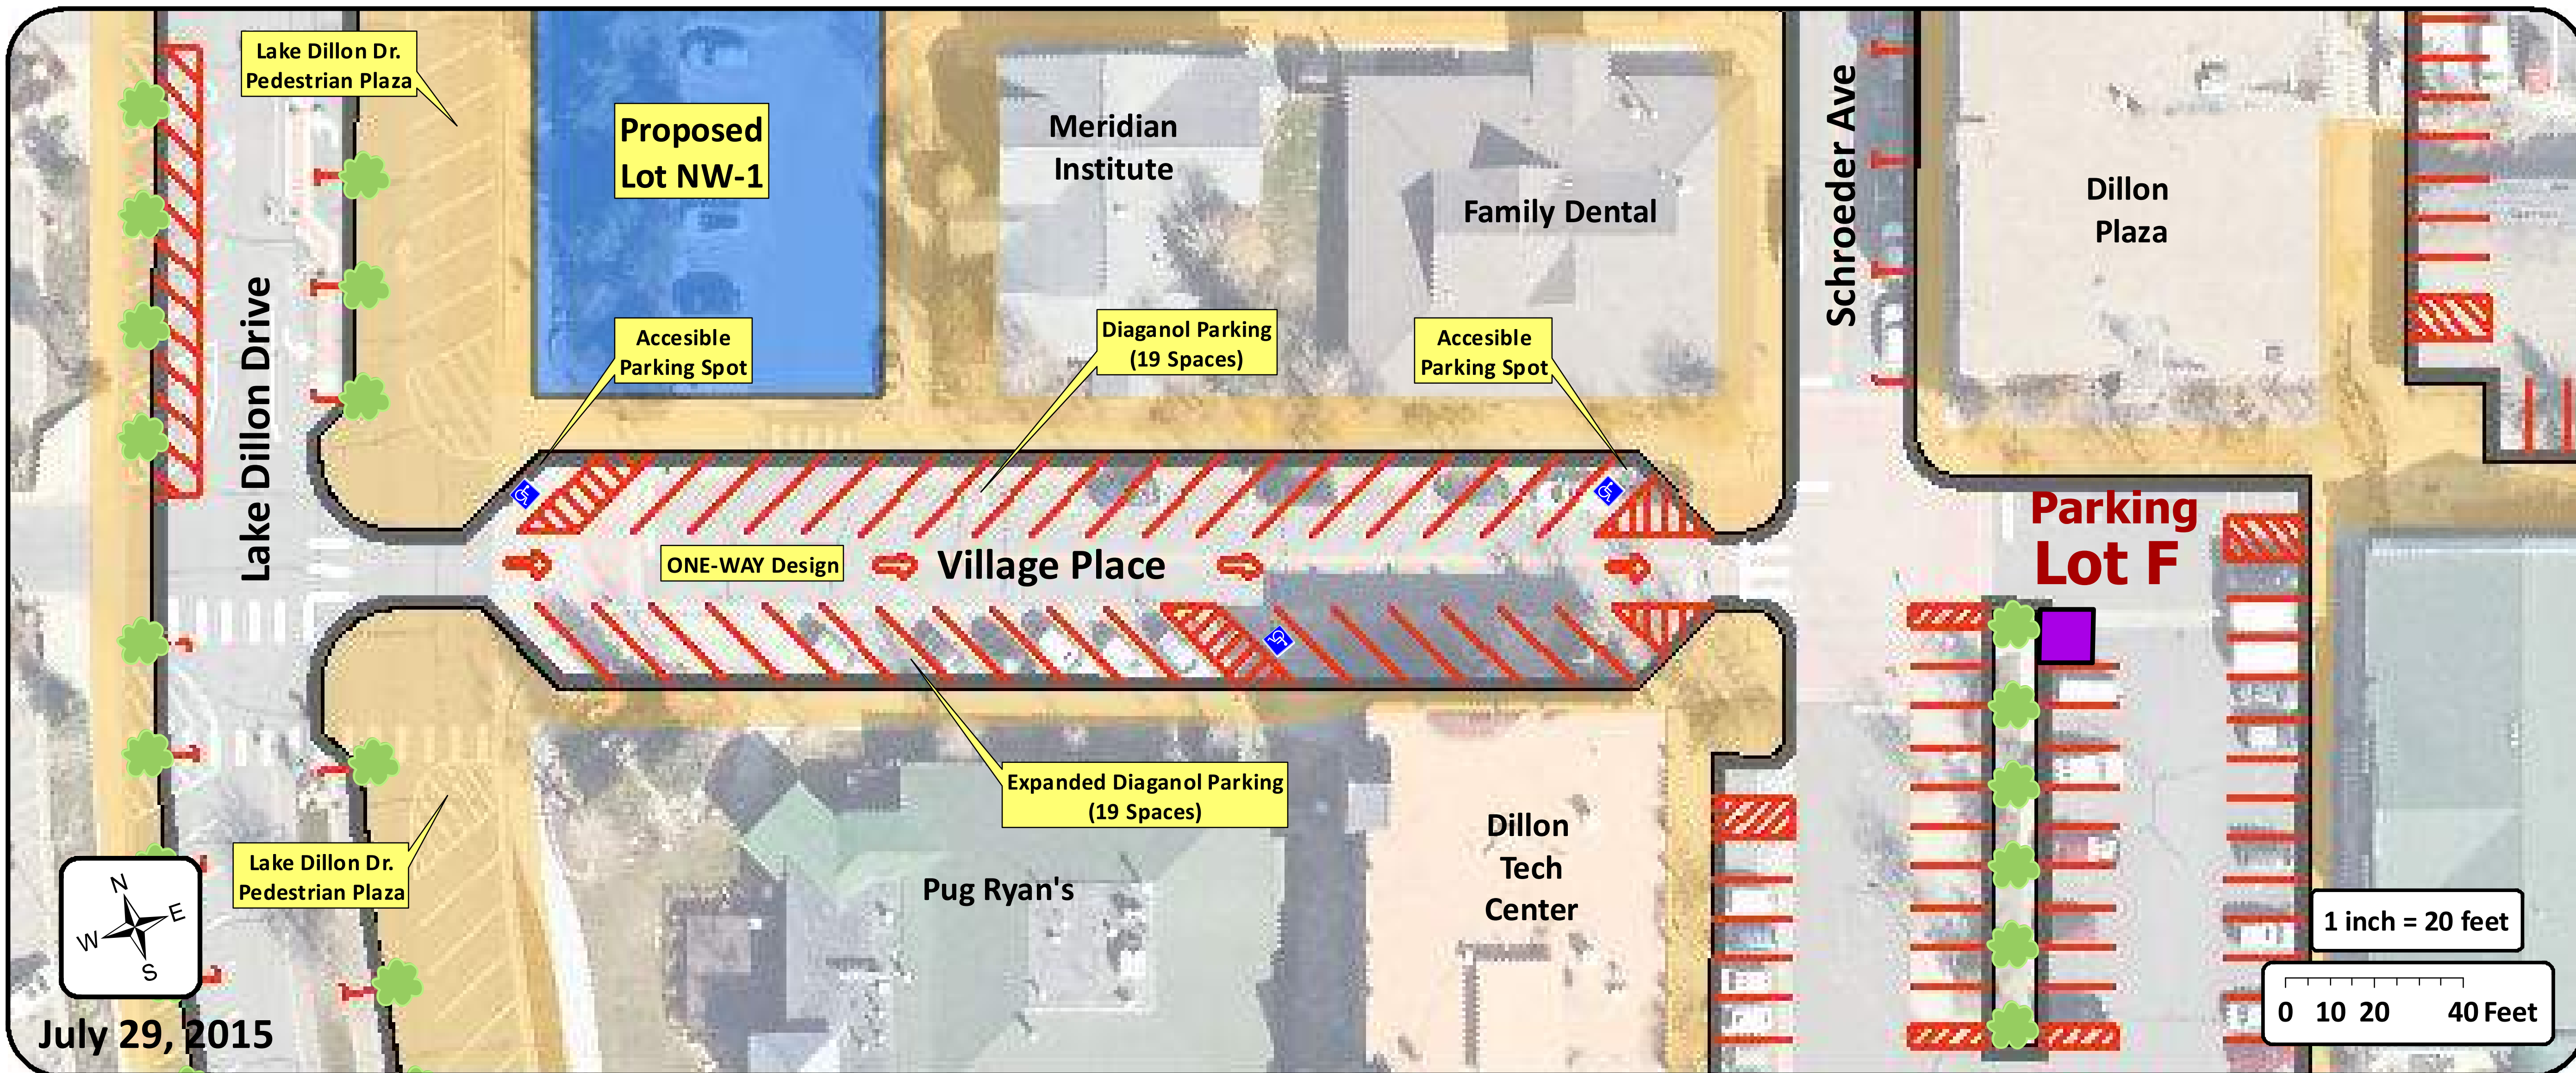 Lake Dillon Dr.
Pedestrian Plaza
Proposed
Lot NW-1
Meridian
Institute
Family Dental
Schroeder Ave
Dillon
Plaza
Lake Dillon Drive
Accesible
Parking Spot
Diaganol Parking
(19 Spaces)
Accesible
Parking Spot
ONE-WAY Design
Village Place
Parking
Lot F
Expanded Diaganol Parking
(19 Spaces)
Lake Dillon Dr.
Pedestrian Plaza
Pug Ryan's
Dillon
Tech
Center
N
E
W
S
1 inch = 20 feet
0 10 20 40 Feet
July 29, 2015